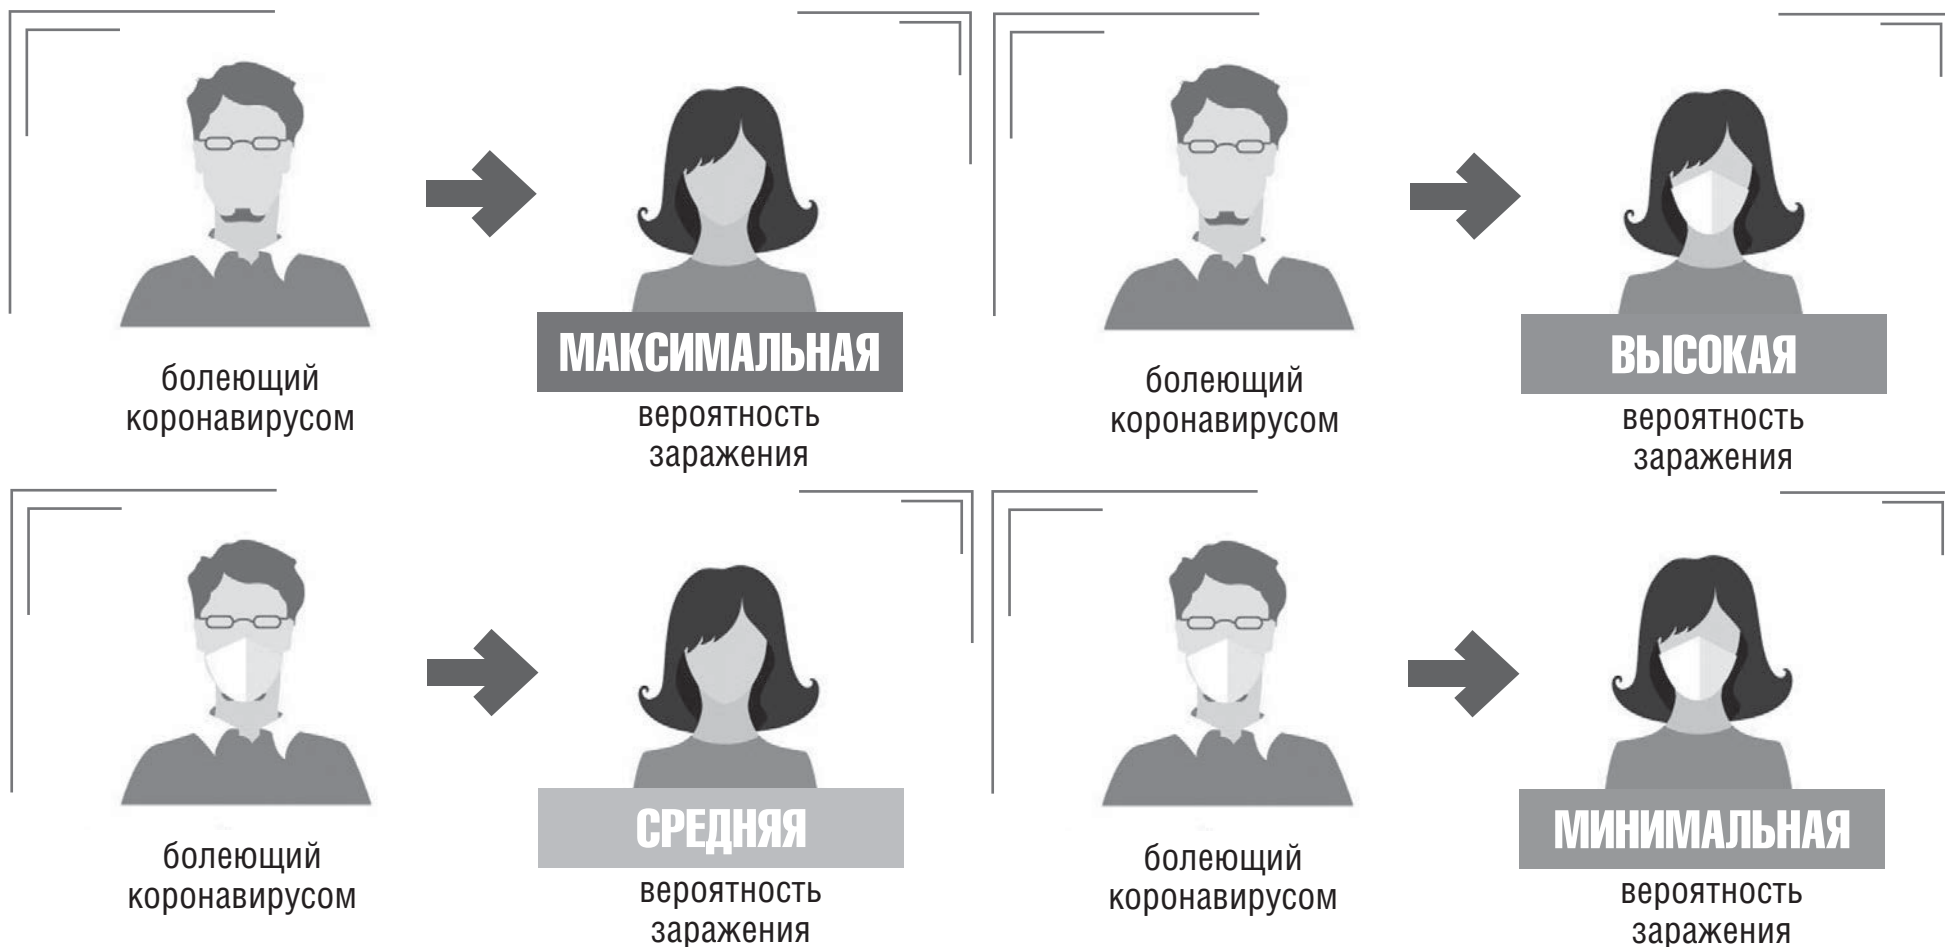 болеющий
коронавирусом
МАКСИМАЛЬНАЯ
вероятность
заражения
болеющий
коронавирусом
ВЫСОКАЯ
вероятность
заражения
болеющий
коронавирусом
СРЕДНЯЯ
вероятность
заражения
болеющий
коронавирусом
МИНИМАЛЬНАЯ
вероятность
заражения